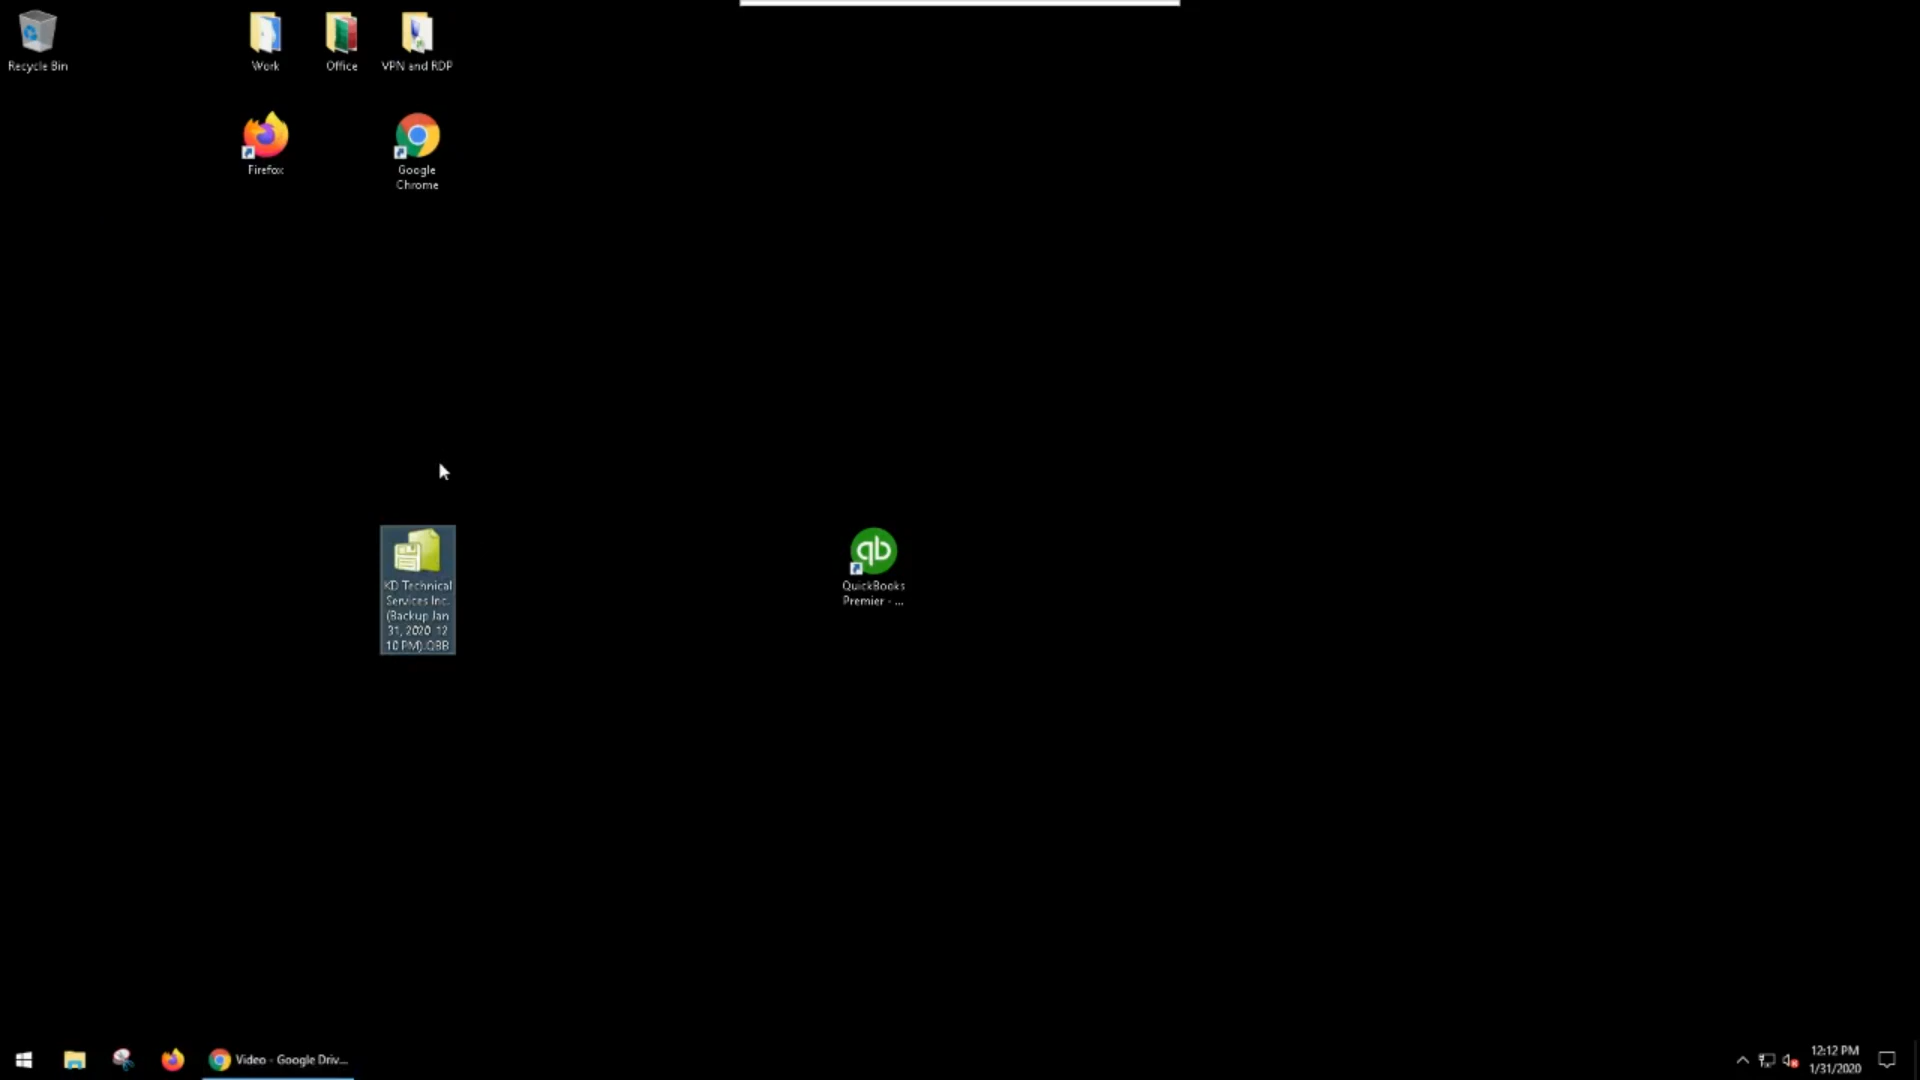 Recycle Bin
Work
Office
VPN and RDP
Firefox
Google
Chrome
KD Technical
Services Inc.
(Backup Jan
31, 2020 12
10 PM).QBB
qb
QuickBooks
Premier - ...
Video - Google Driv...
12:12 PM
1/31/2020